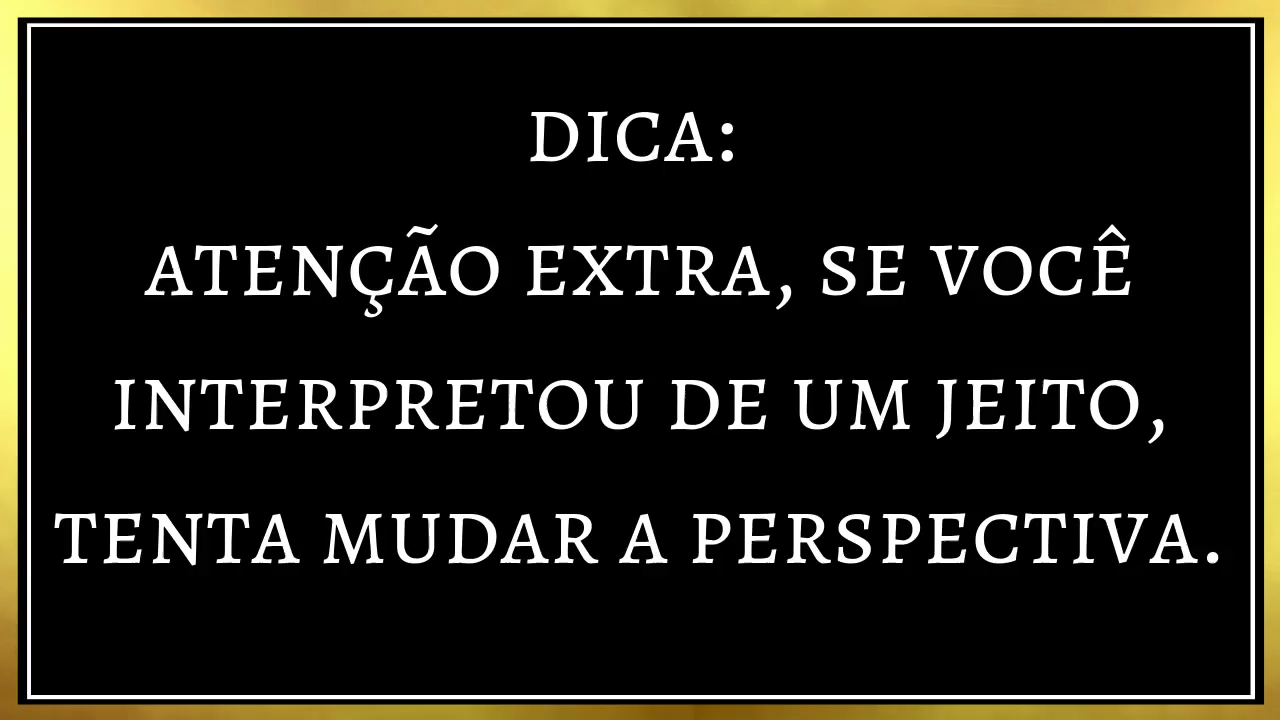 DICA:
ATENÇÃO EXTRA, SE VOCÊ
INTERPRETOU DE UM JEITO,
TENTA MUDAR A PERSPECTIVA.